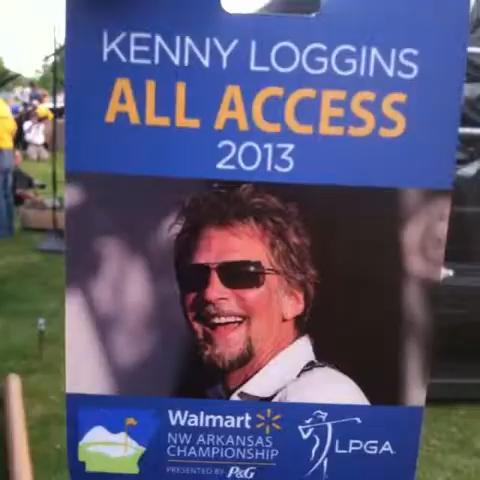 KENNY LOGGINS
ALL ACCESS
2013
Walmart
NW ARKANSAS
CHAMPIONSHIP
PRESENTED BY P&G
LPGA